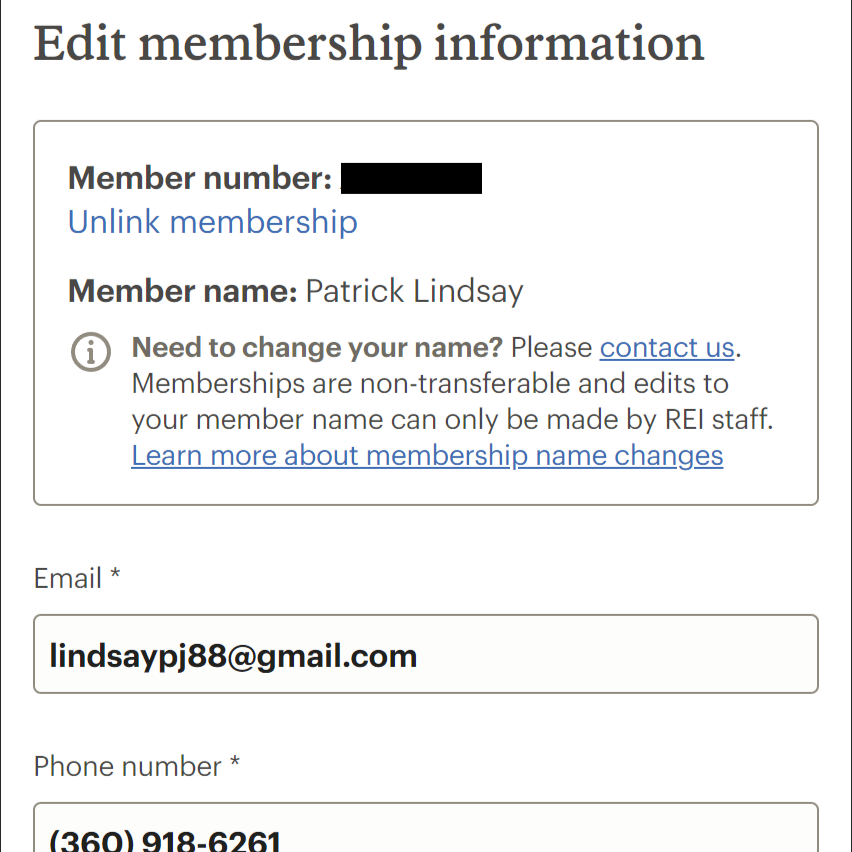 Edit membership information
Member number:
Unlink membership
Member name: Patrick Lindsay
Need to change your name? Please contact us.
Memberships are non-transferable and edits to
your member name can only be made by REI staff.
Learn more about membership name changes
Email *
lindsaypj88@gmail.com
Phone number *
(360) 918-6261